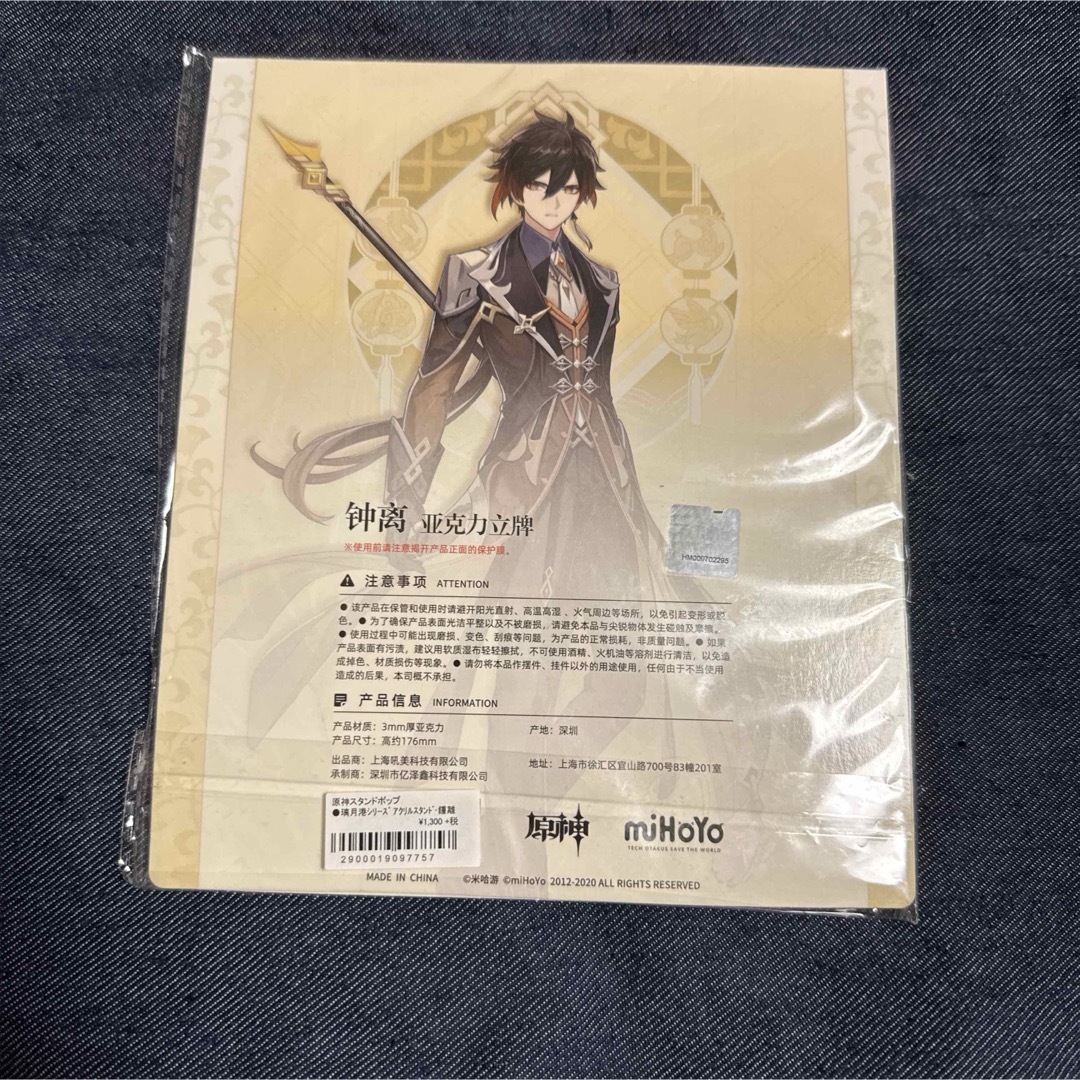 钟离 亚克力立牌
※使用前请注意揭开产品正面的保护膜。
HM009702295
注意事项 ATTENTION
● 该产品在保管和使用时请避开阳光直射、高温高湿、火气周边等场所，以免引起变形或脱
色。● 为了确保产品表面光洁平整以及不被磨损，请避免本品与尖锐物体发生碰触及摩擦。
● 使用过程中可能出现磨损、变色、刮痕等问题，为产品的正常损耗，非质量问题。● 如果
产品表面有污渍，建议用软质湿布轻轻擦拭，不可使用酒精、火机油等溶剂进行清洁，以免造
成掉色、材质损伤等现象。● 请勿将本品作摆件、挂件以外的用途使用，任何由于不当使用
造成的后果，本司概不承担。
产品信息 INFORMATION
产品材质：3mm厚亚克力 产地：深圳
产品尺寸：高约176mm
出品商：上海吼美科技有限公司 地址：上海市徐汇区宜山路700号83幢201室
承制商：深圳市亿泽鑫科技有限公司
原神スタンドポップ
●璃月港シリーズアクリルスタンド・鍾離
¥1,300 +税
2900019097757
原神 miHoYo
TECH OTAKUS SAVE THE WORLD
MADE IN CHINA ©米哈游 ©miHoYo 2012-2020 ALL RIGHTS RESERVED